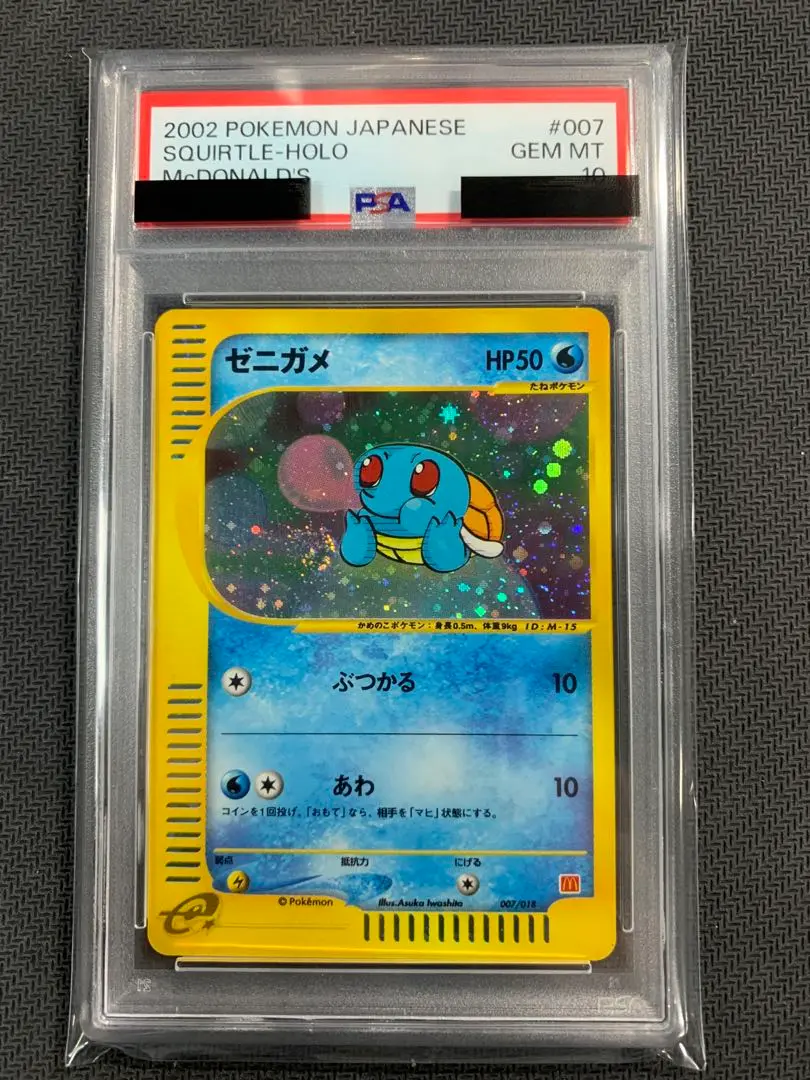 2002 POKEMON JAPANESE #007
SQUIRTLE-HOLO GEM MT
McDONALD'S 10
PSA
ゼニガメ HP50
たねポケモン
かめのこポケモン：身長0.5m、体重9kg ID:M-15
ぶつかる 10
あわ 10
コインを1回投げ、「おもて」なら、相手を「マヒ」状態にする。
弱点 抵抗力 にげる
©Pokémon Illus.Asuka Iwashita 007/018
e